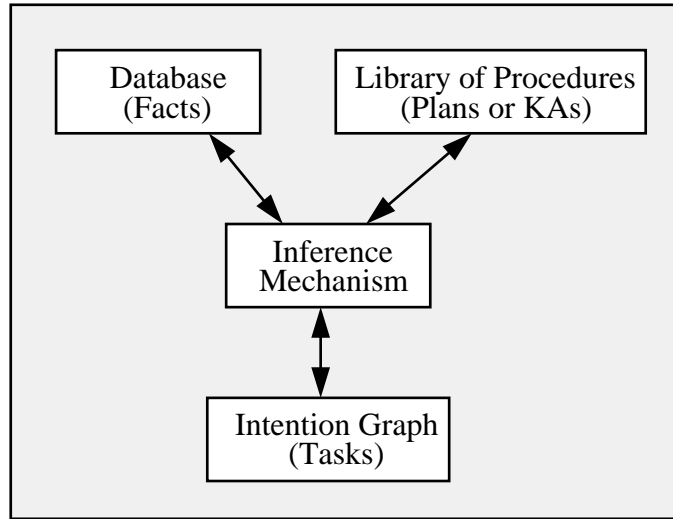 Database
(Facts)
Library of Procedures
(Plans or KAs)
Inference
Mechanism
Intention Graph
(Tasks)